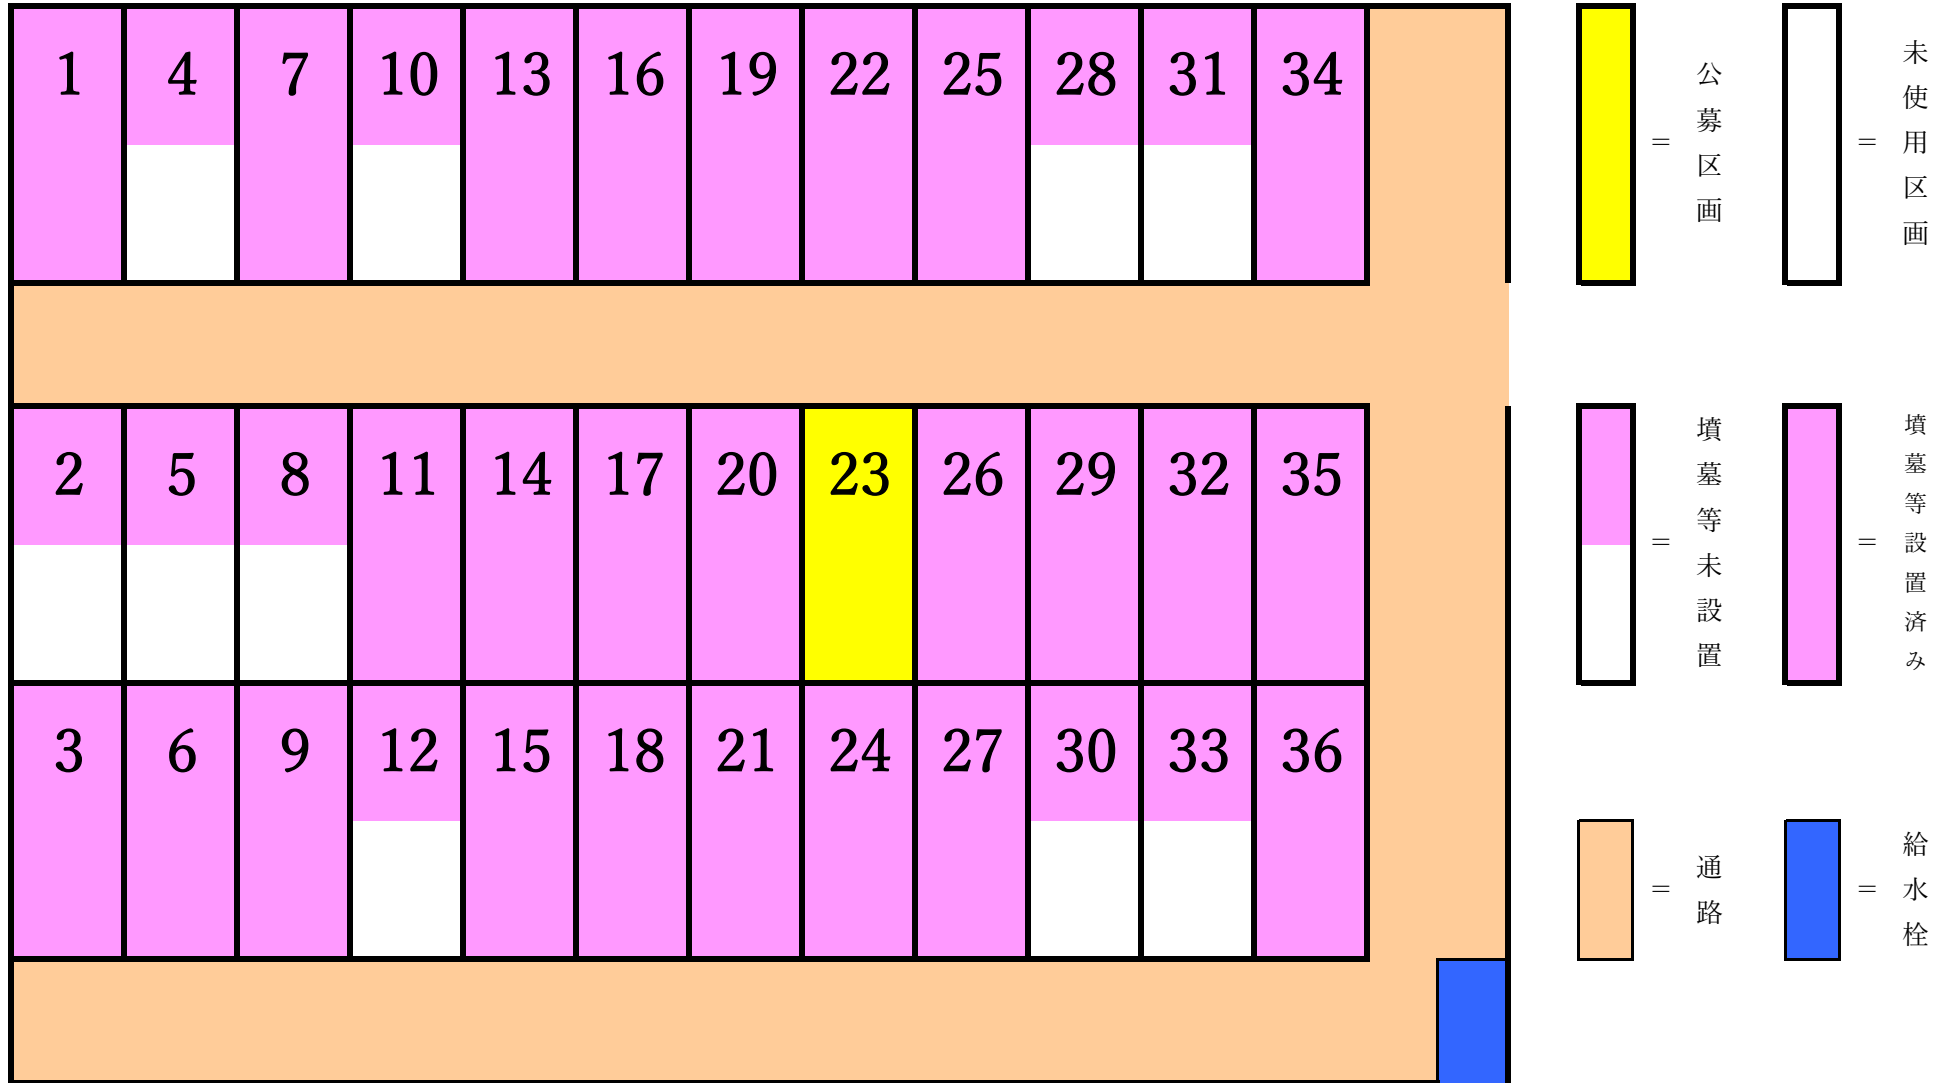 1 4 7 10 13 16 19 22 25 28 31 34
2 5 8 11 14 17 20 23 26 29 32 35
3 6 9 12 15 18 21 24 27 30 33 36
＝ 公募区画
＝ 未使用区画
＝ 墳墓等未設置
＝ 墳墓等設置済み
＝ 通路
＝ 給水栓